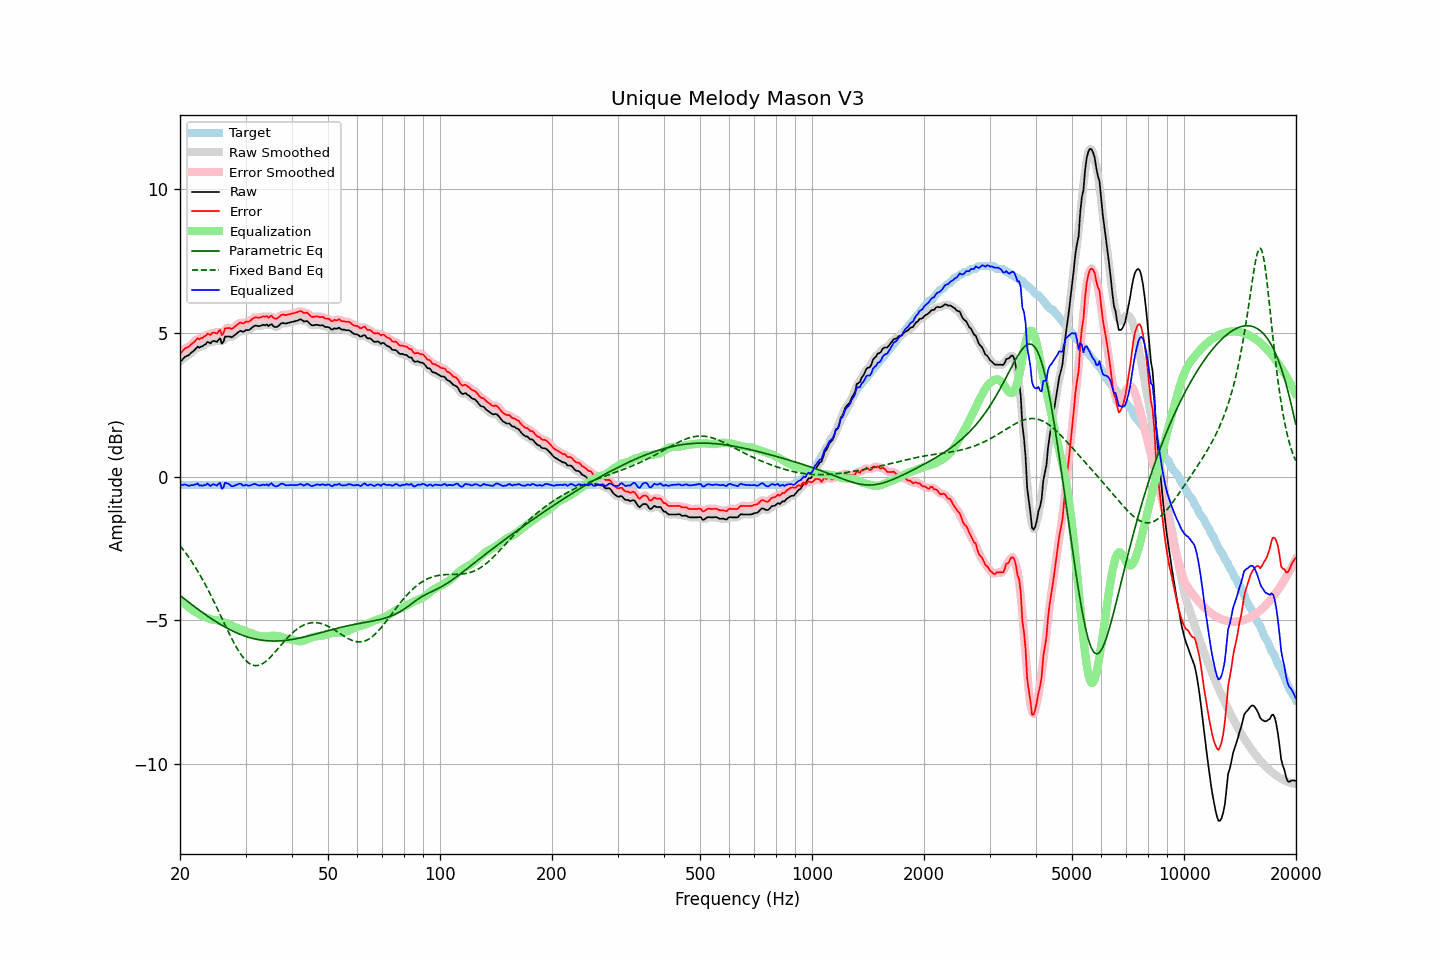 Unique Melody Mason V3
Target
Raw Smoothed
Error Smoothed
Raw
Error
Equalization
Parametric Eq
Fixed Band Eq
Equalized
10
5
0
−5
−10
Amplitude (dBr)
20
50
100
200
500
1000
2000
5000
10000
20000
Frequency (Hz)